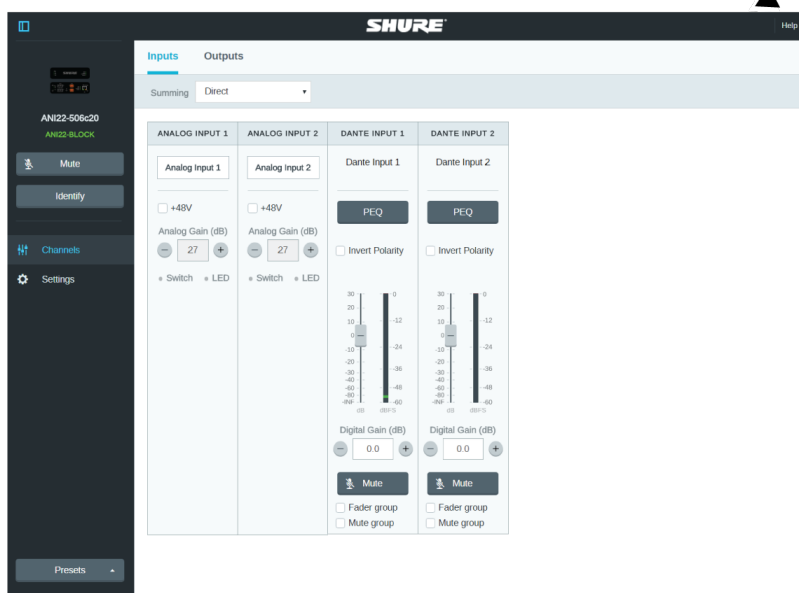 SHURE
Help
ANI22-506c20
ANI22-BLOCK
Mute
Identify
Channels
Settings
Presets
Inputs Outputs
Summing Direct
ANALOG INPUT 1 ANALOG INPUT 2 DANTE INPUT 1 DANTE INPUT 2
Analog Input 1 Analog Input 2 Dante Input 1 Dante Input 2
+48V +48V PEQ PEQ
Analog Gain (dB) Analog Gain (dB)
27 27 Invert Polarity Invert Polarity
Switch LED Switch LED
30 0 30 0
20 20
10 -12 10 -12
0 0
-10 -24 -10 -24
-20 -20
-30 -36 -30 -36
-40 -40
-60 -48 -60 -48
-80 -80
-INF -60 -INF -60
dB dBFS dB dBFS
Digital Gain (dB) Digital Gain (dB)
0.0 0.0
Mute Mute
Fader group Fader group
Mute group Mute group